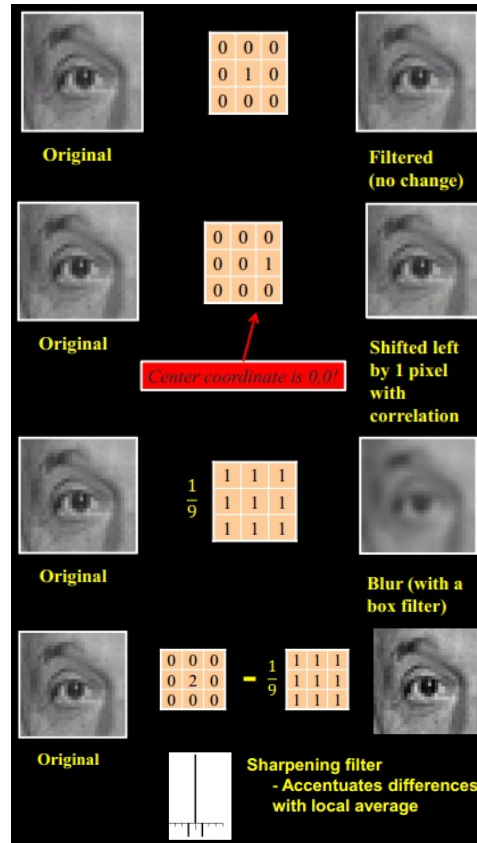 0 0 0
0 1 0
0 0 0
Original
Filtered
(no change)
0 0 0
0 0 1
0 0 0
Original
Center coordinate is 0,0!
Shifted left
by 1 pixel
with
correlation
1/9
1 1 1
1 1 1
1 1 1
Original
Blur (with a
box filter)
0 0 0
0 2 0
0 0 0
-
1/9
1 1 1
1 1 1
1 1 1
Original
Sharpening filter
- Accentuates differences
with local average